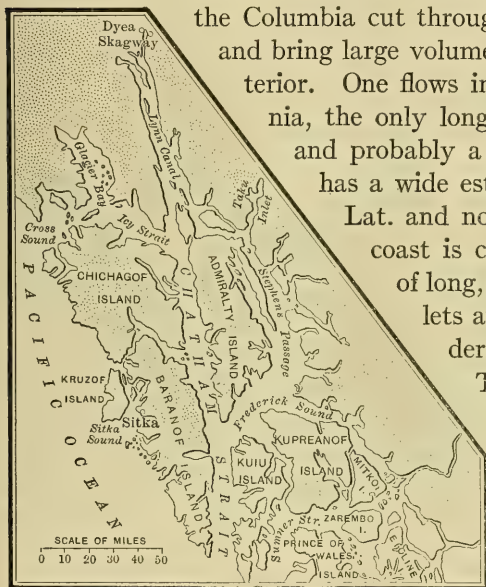 the Columbia cut throug
and bring large volume
terior. One flows in
nia, the only long
and probably a
has a wide est
Lat. and no
coast is c
of long,
lets a
der
T
Dyea
Skagway
Lynn Canal
Glacier Bay
Taku
Inlet
Cross
Sound
Icy Strait
CHICHAGOF
ISLAND
ADMIRALTY
ISLAND
Stephens Passage
CHATHAM
STRAIT
PACIFIC OCEAN
KRUZOF
ISLAND
BARANOF
ISLAND
Sitka
Sitka
Sound
Frederick Sound
KUPREANOF
ISLAND
KUIU
ISLAND
MITKOF
Sumner Str.
ZAREMBO
I.
PRINCE OF
WALES
ISLAND
SCALE OF MILES
0 10 20 30 40 50